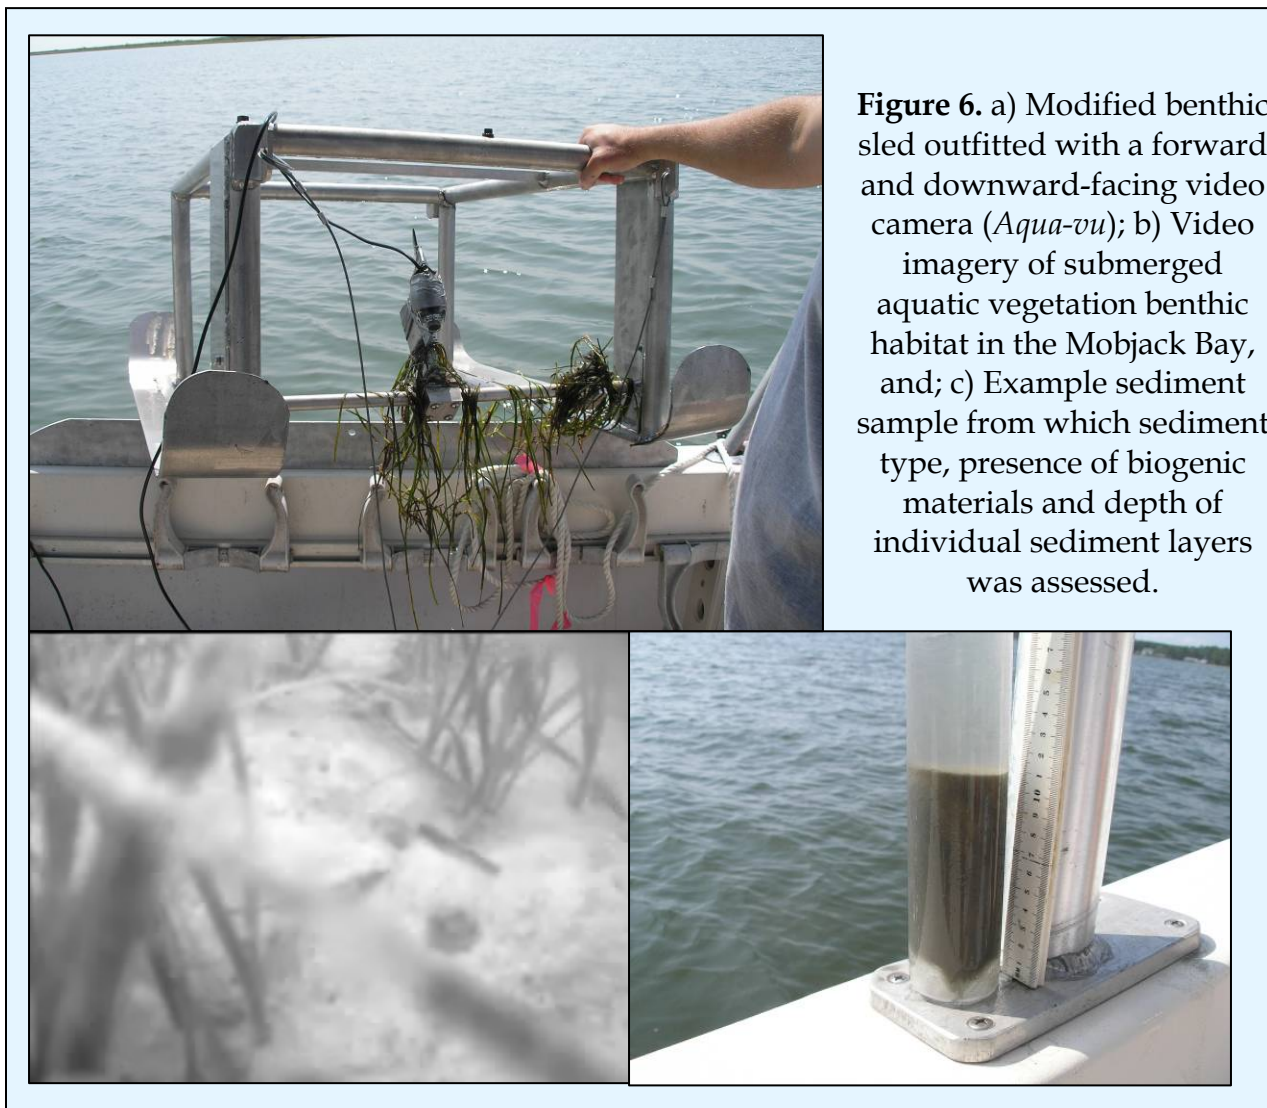 Figure 6. a) Modified benthic
sled outfitted with a forward
and downward-facing video
camera (Aqua-vu); b) Video
imagery of submerged
aquatic vegetation benthic
habitat in the Mobjack Bay,
and; c) Example sediment
sample from which sediment
type, presence of biogenic
materials and depth of
individual sediment layers
was assessed.